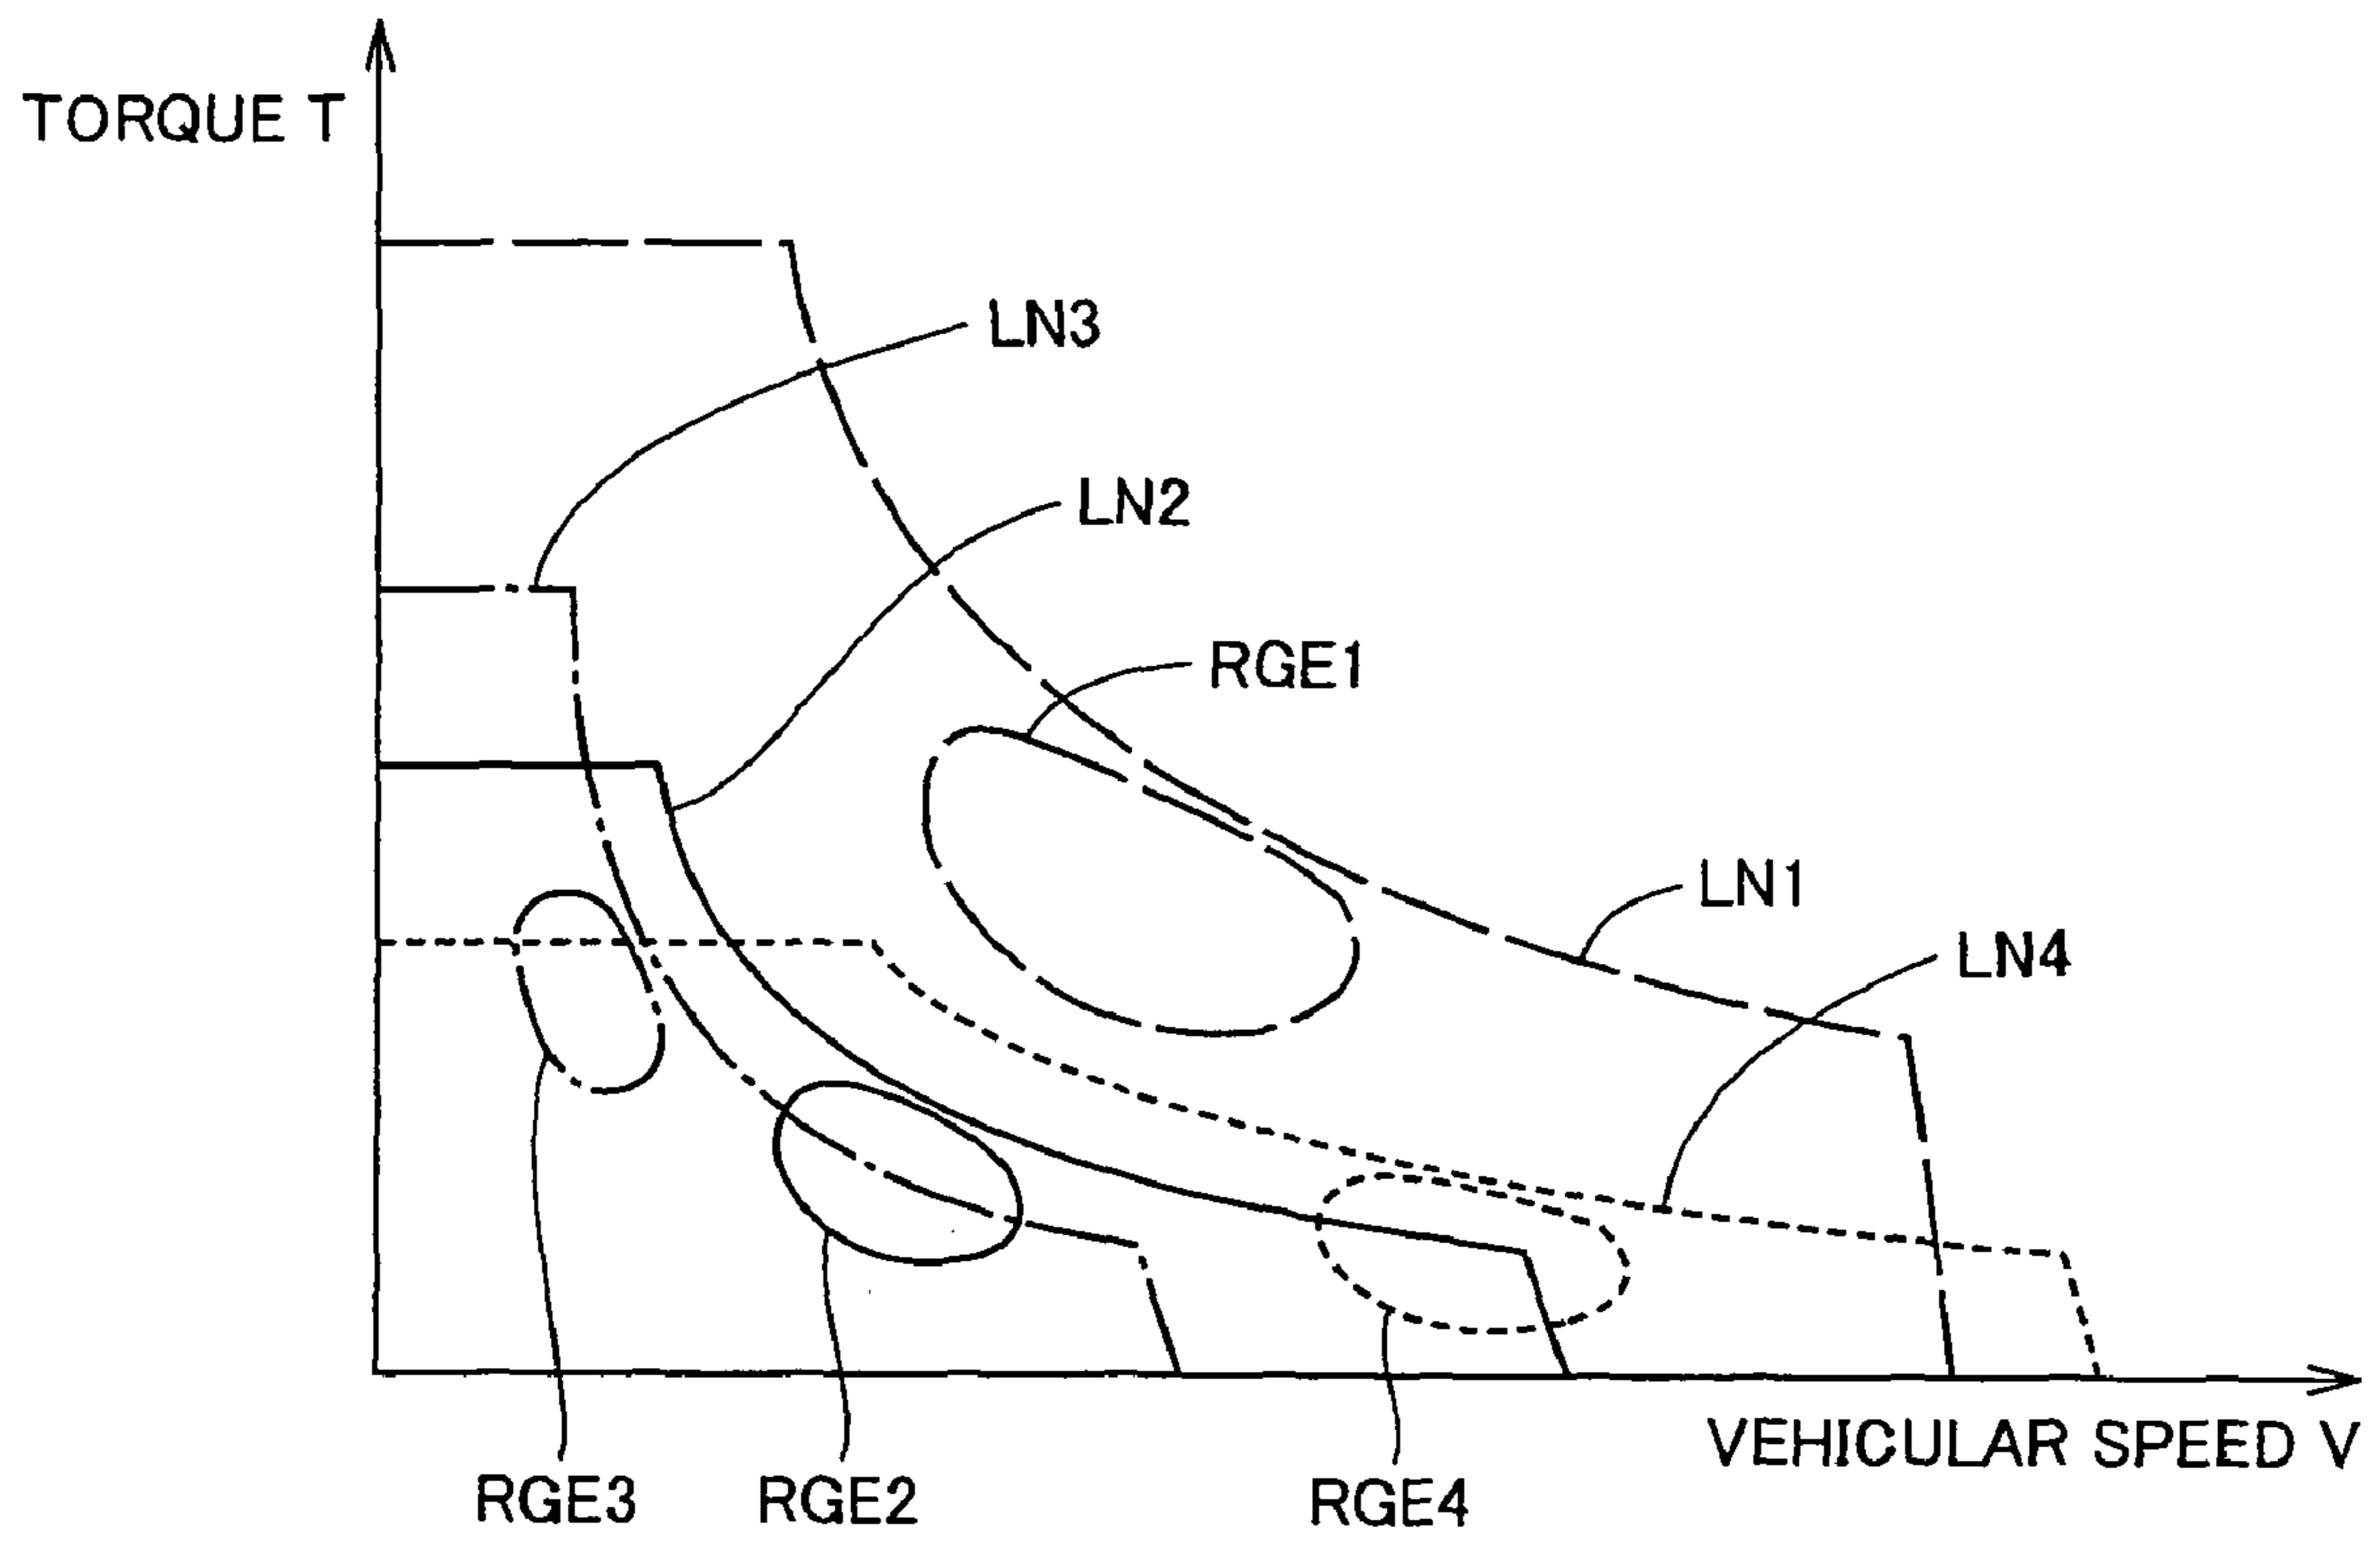 TORQUE T
LN3
LN2
RGE1
LN1
LN4
VEHICULAR SPEED V
RGE3
RGE2
RGE4